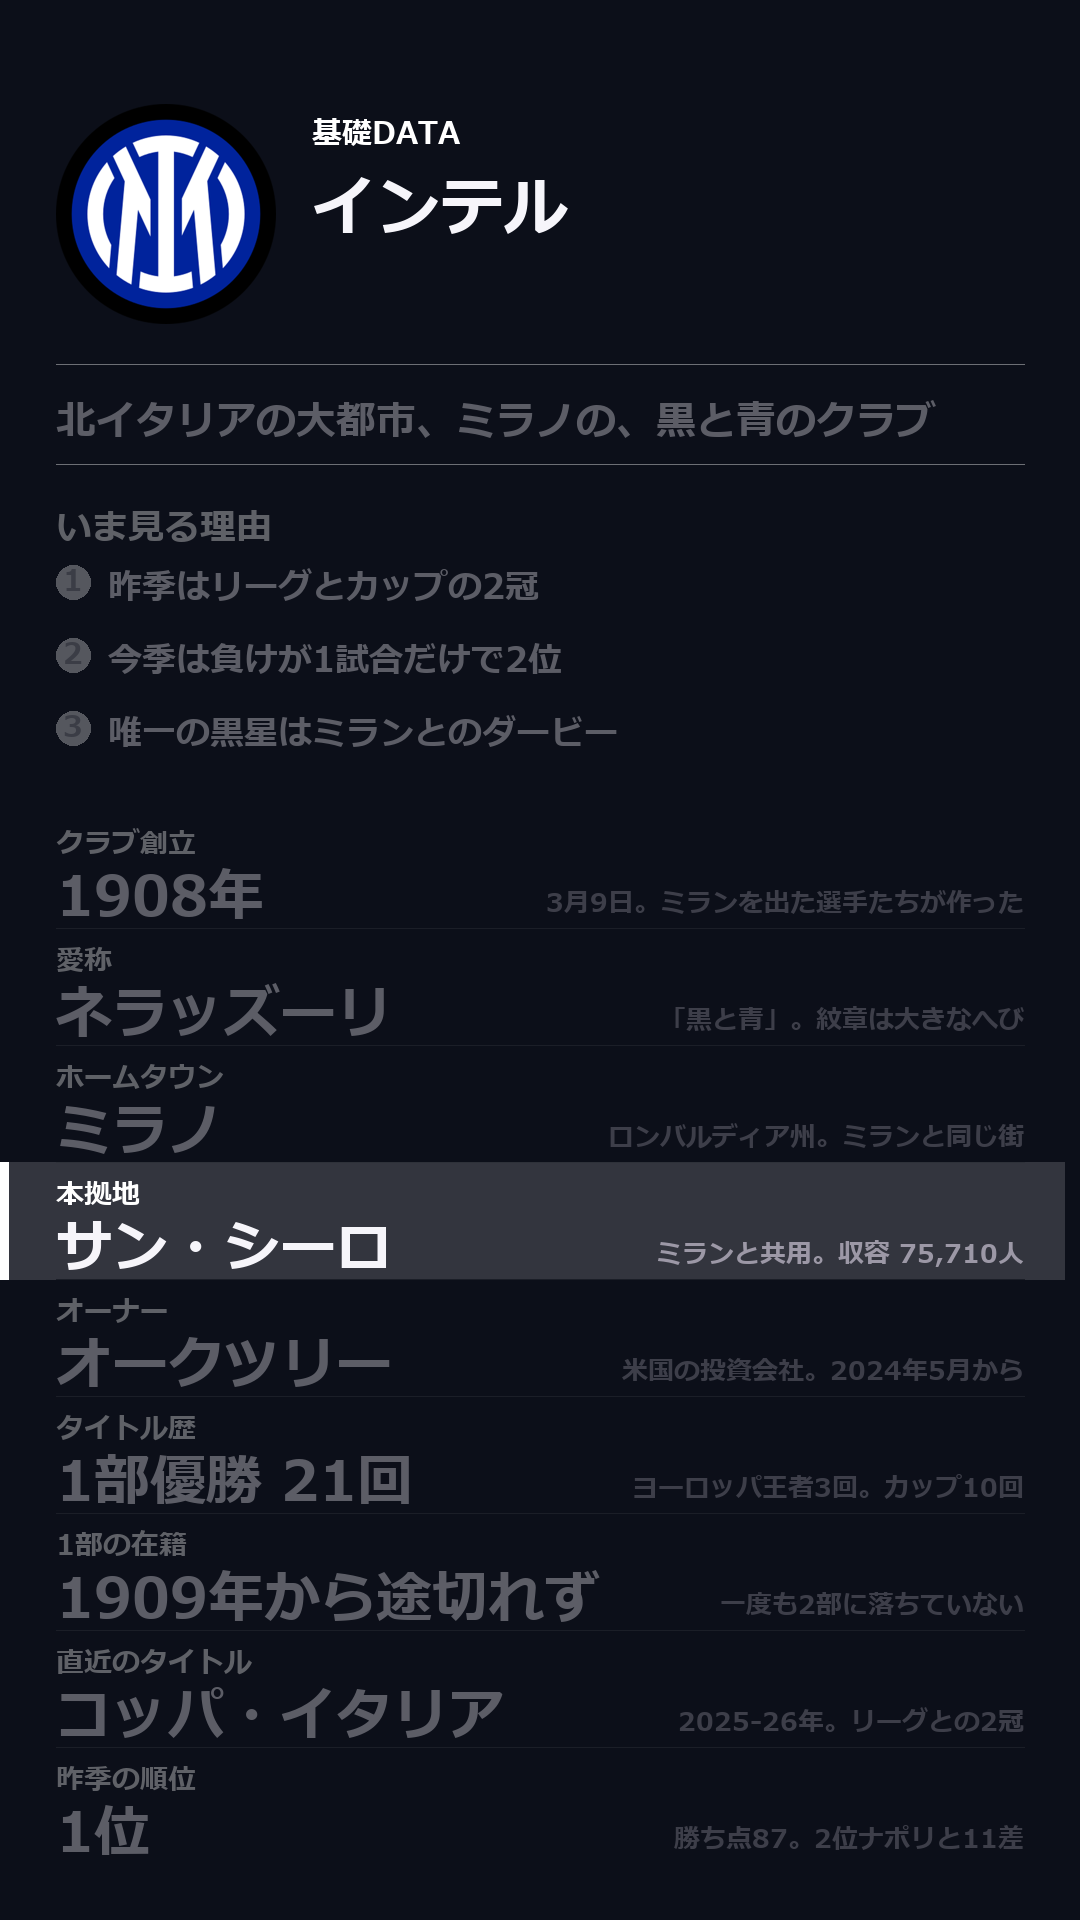 基礎DATA
インテル
北イタリアの大都市、ミラノの、黒と青のクラブ
いま見る理由
1 昨季はリーグとカップの2冠
2 今季は負けが1試合だけで2位
3 唯一の黒星はミランとのダービー
クラブ創立
1908年 3月9日。ミランを出た選手たちが作った
愛称
ネラッズーリ 「黒と青」。紋章は大きなへび
ホームタウン
ミラノ ロンバルディア州。ミランと同じ街
本拠地
サン・シーロ ミランと共用。収容 75,710人
オーナー
オークツリー 米国の投資会社。2024年5月から
タイトル歴
1部優勝 21回 ヨーロッパ王者3回。カップ10回
1部の在籍
1909年から途切れず 一度も2部に落ちていない
直近のタイトル
コッパ・イタリア 2025-26年。リーグとの2冠
昨季の順位
1位 勝ち点87。2位ナポリと11差